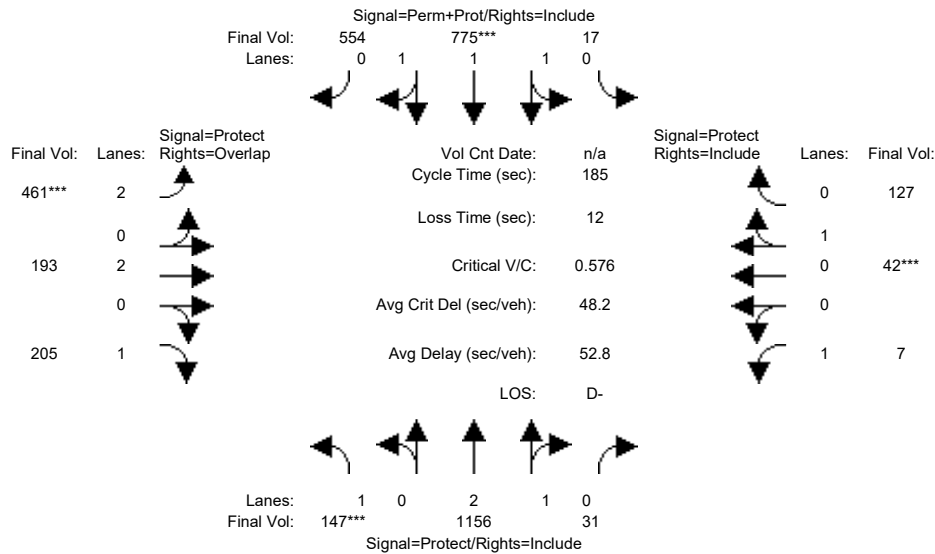 Signal=Perm+Prot/Rights=Include
Final Vol: 554 775*** 17
Lanes: 0 1 1 1 0
Signal=Protect
Final Vol: Lanes: Rights=Overlap
Vol Cnt Date: n/a
Cycle Time (sec): 185
Signal=Protect
Rights=Include Lanes: Final Vol:
461*** 2
0 127
Loss Time (sec): 12
0
1
193 2
Critical V/C: 0.576
0 42***
0
Avg Crit Del (sec/veh): 48.2
0
205 1
Avg Delay (sec/veh): 52.8
1 7
LOS: D-
Lanes: 1 0 2 1 0
Final Vol: 147*** 1156 31
Signal=Protect/Rights=Include